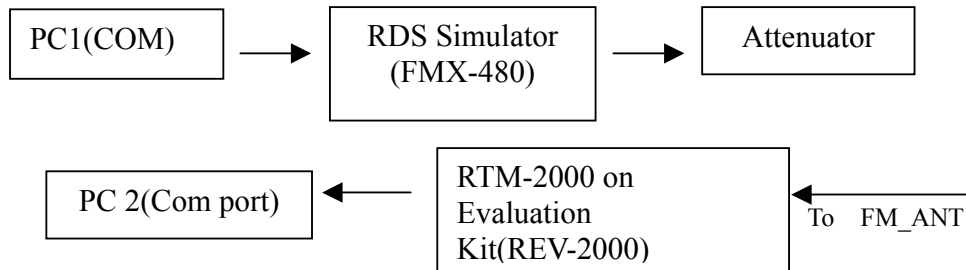 PC1(COM)
RDS Simulator
(FMX-480)
Attenuator
PC 2(Com port)
RTM-2000 on
Evaluation
Kit(REV-2000)
To FM_ANT